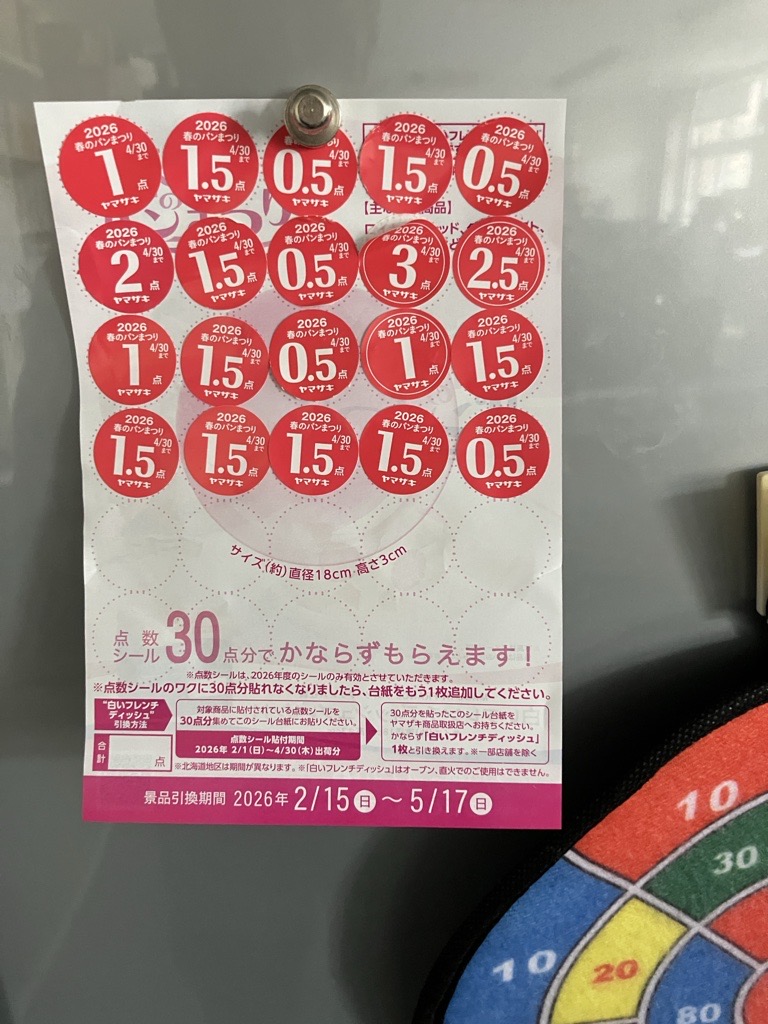 2026
春のパンまつり
4/30まで
1点
ヤマザキ
2026
春のパンまつり
4/30まで
1.5点
ヤマザキ
まつり
4/30まで
0.5点
ヤマザキ
2026
春のパンまつり
4/30まで
1.5点
ヤマザキ
2026
春のパンまつり
4/30まで
0.5点
ヤマザキ
2026
春のパンまつり
4/30まで
2点
ヤマザキ
2026
春のパンまつり
4/30まで
1.5点
ヤマザキ
2026
春のパンまつり
4/30まで
0.5点
ヤマザキ
2026
春のパンまつり
4/30まで
3点
ヤマザキ
2026
春のパンまつり
4/30まで
2.5点
ヤマザキ
2026
春のパンまつり
4/30まで
1点
ヤマザキ
2026
春のパンまつり
4/30まで
1.5点
ヤマザキ
2026
春のパンまつり
4/30まで
0.5点
ヤマザキ
2026
春のパンまつり
4/30まで
1点
ヤマザキ
2026
春のパンまつり
4/30まで
1.5点
ヤマザキ
2026
春のパンまつり
4/30まで
1.5点
ヤマザキ
2026
春のパンまつり
4/30まで
1.5点
ヤマザキ
2026
春のパンまつり
4/30まで
1.5点
ヤマザキ
2026
春のパンまつり
4/30まで
1.5点
ヤマザキ
2026
春のパンまつり
4/30まで
0.5点
ヤマザキ
サイズ(約)直径18cm 高さ3cm
点数シール30点分でかならずもらえます！
※点数シールは、2026年度のシールのみ有効とさせていただきます。
※点数シールのワクに30点分貼れなくなりましたら、台紙をもう1枚追加してください。
"白いフレンチディッシュ"引換方法
合計 点
対象商品に貼付されている点数シールを
30点分集めてこのシール台紙にお貼りください。
点数シール貼付期間
2026年 2/1(日)～4/30(木)出荷分
30点分を貼ったこのシール台紙を
ヤマザキ商品取扱店へお持ちください。
かならず「白いフレンチディッシュ」
1枚と引き換えます。※一部店舗を除く
※北海道地区は期間が異なります。※「白いフレンチディッシュ」はオーブン、直火でのご使用はできません。
景品引換期間 2026年 2/15日～5/17日
10
30
10
20
80